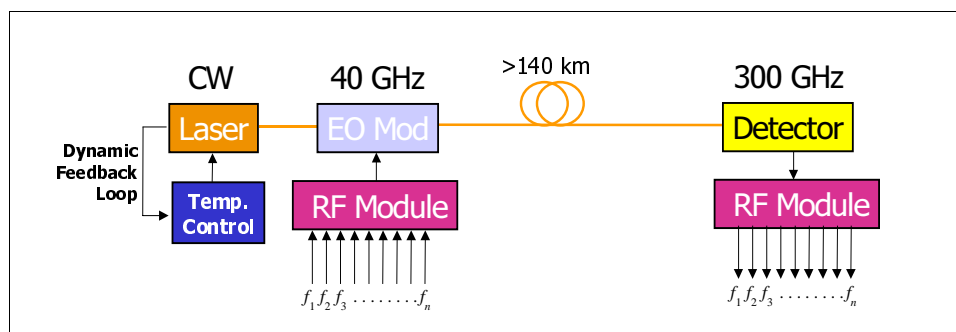 CW
40 GHz
>140 km
300 GHz
Laser
EO Mod
Detector
Dynamic
Feedback
Loop
Temp.
Control
RF Module
RF Module
f1 f2 f3 . . . . . . . . fn
f1 f2 f3 . . . . . . . . fn